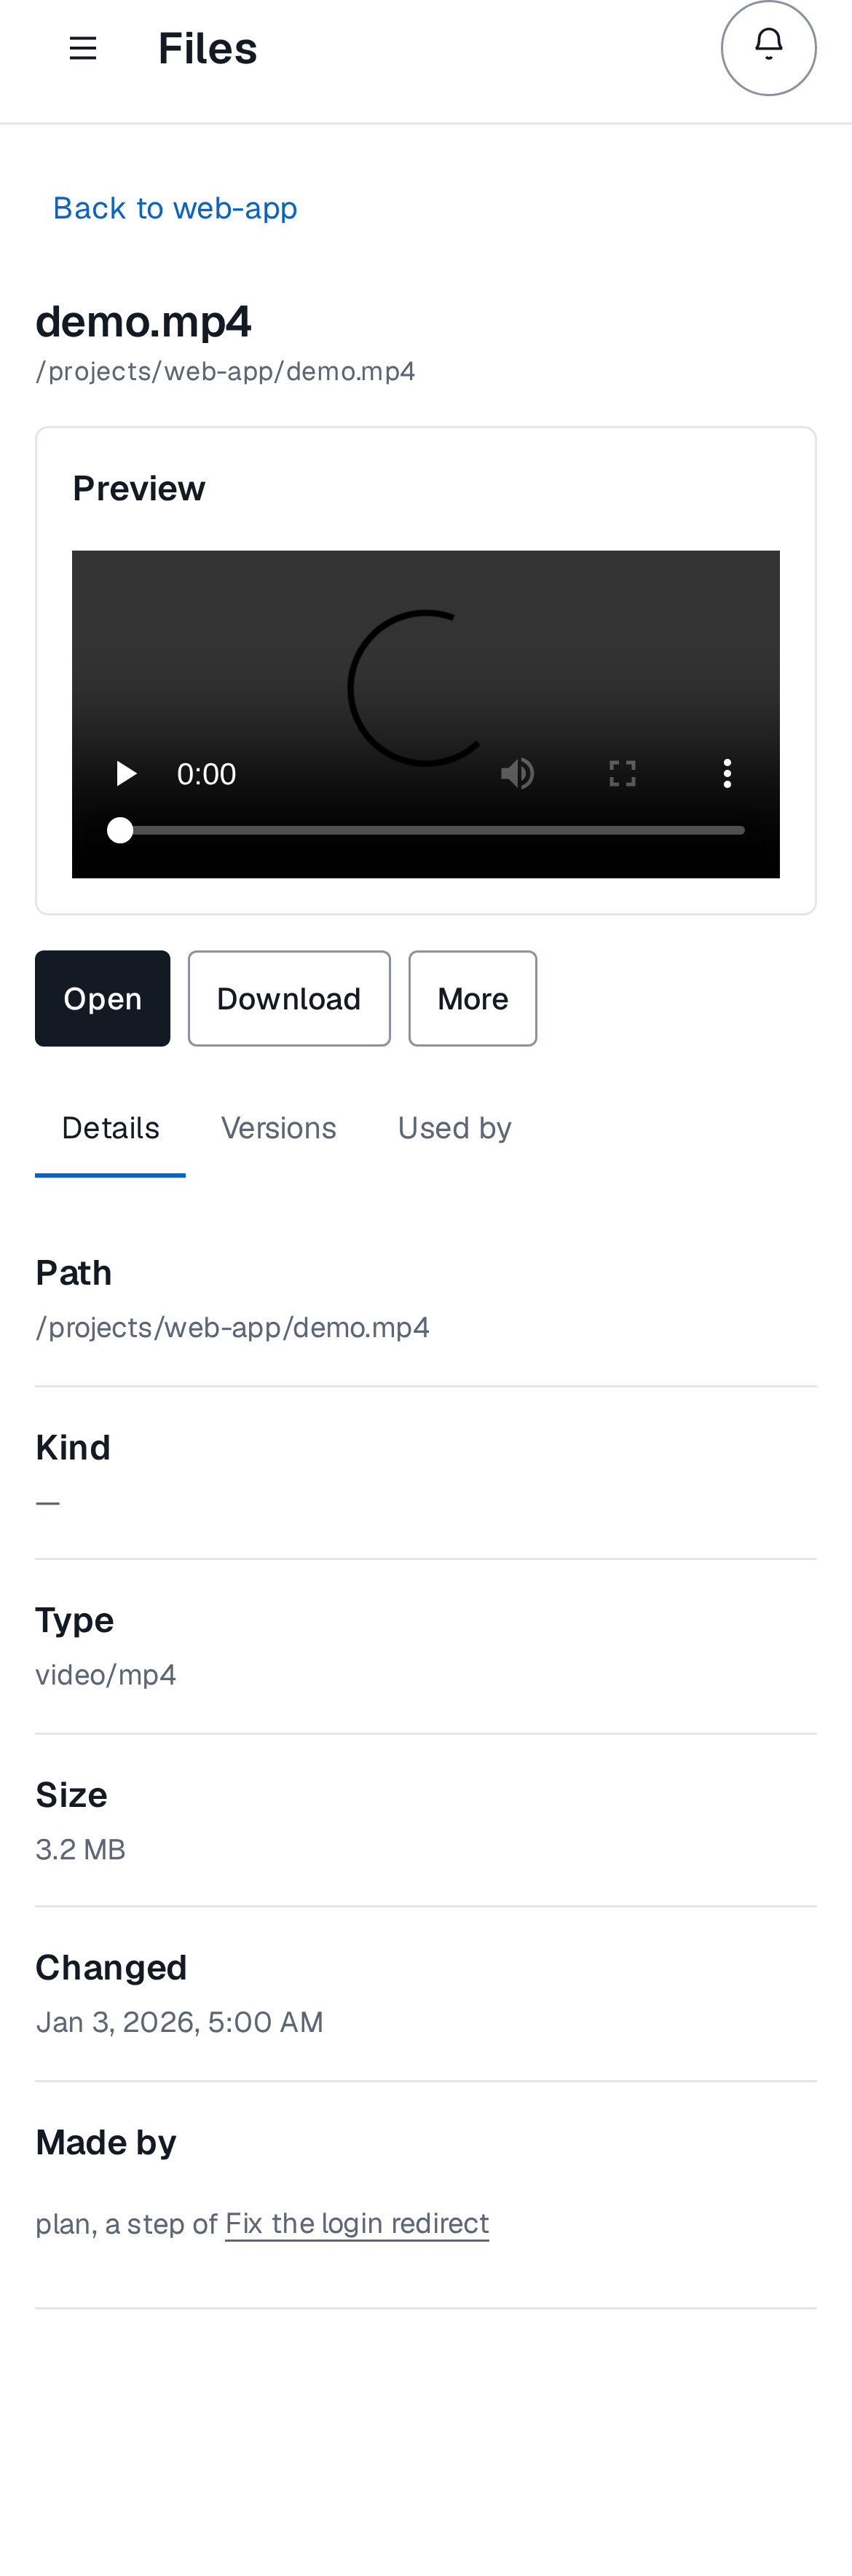 Files
Back to web-app
demo.mp4
/projects/web-app/demo.mp4
Preview
0:00
Open
Download
More
Details
Versions
Used by
Path
/projects/web-app/demo.mp4
Kind
—
Type
video/mp4
Size
3.2 MB
Changed
Jan 3, 2026, 5:00 AM
Made by
plan, a step of Fix the login redirect